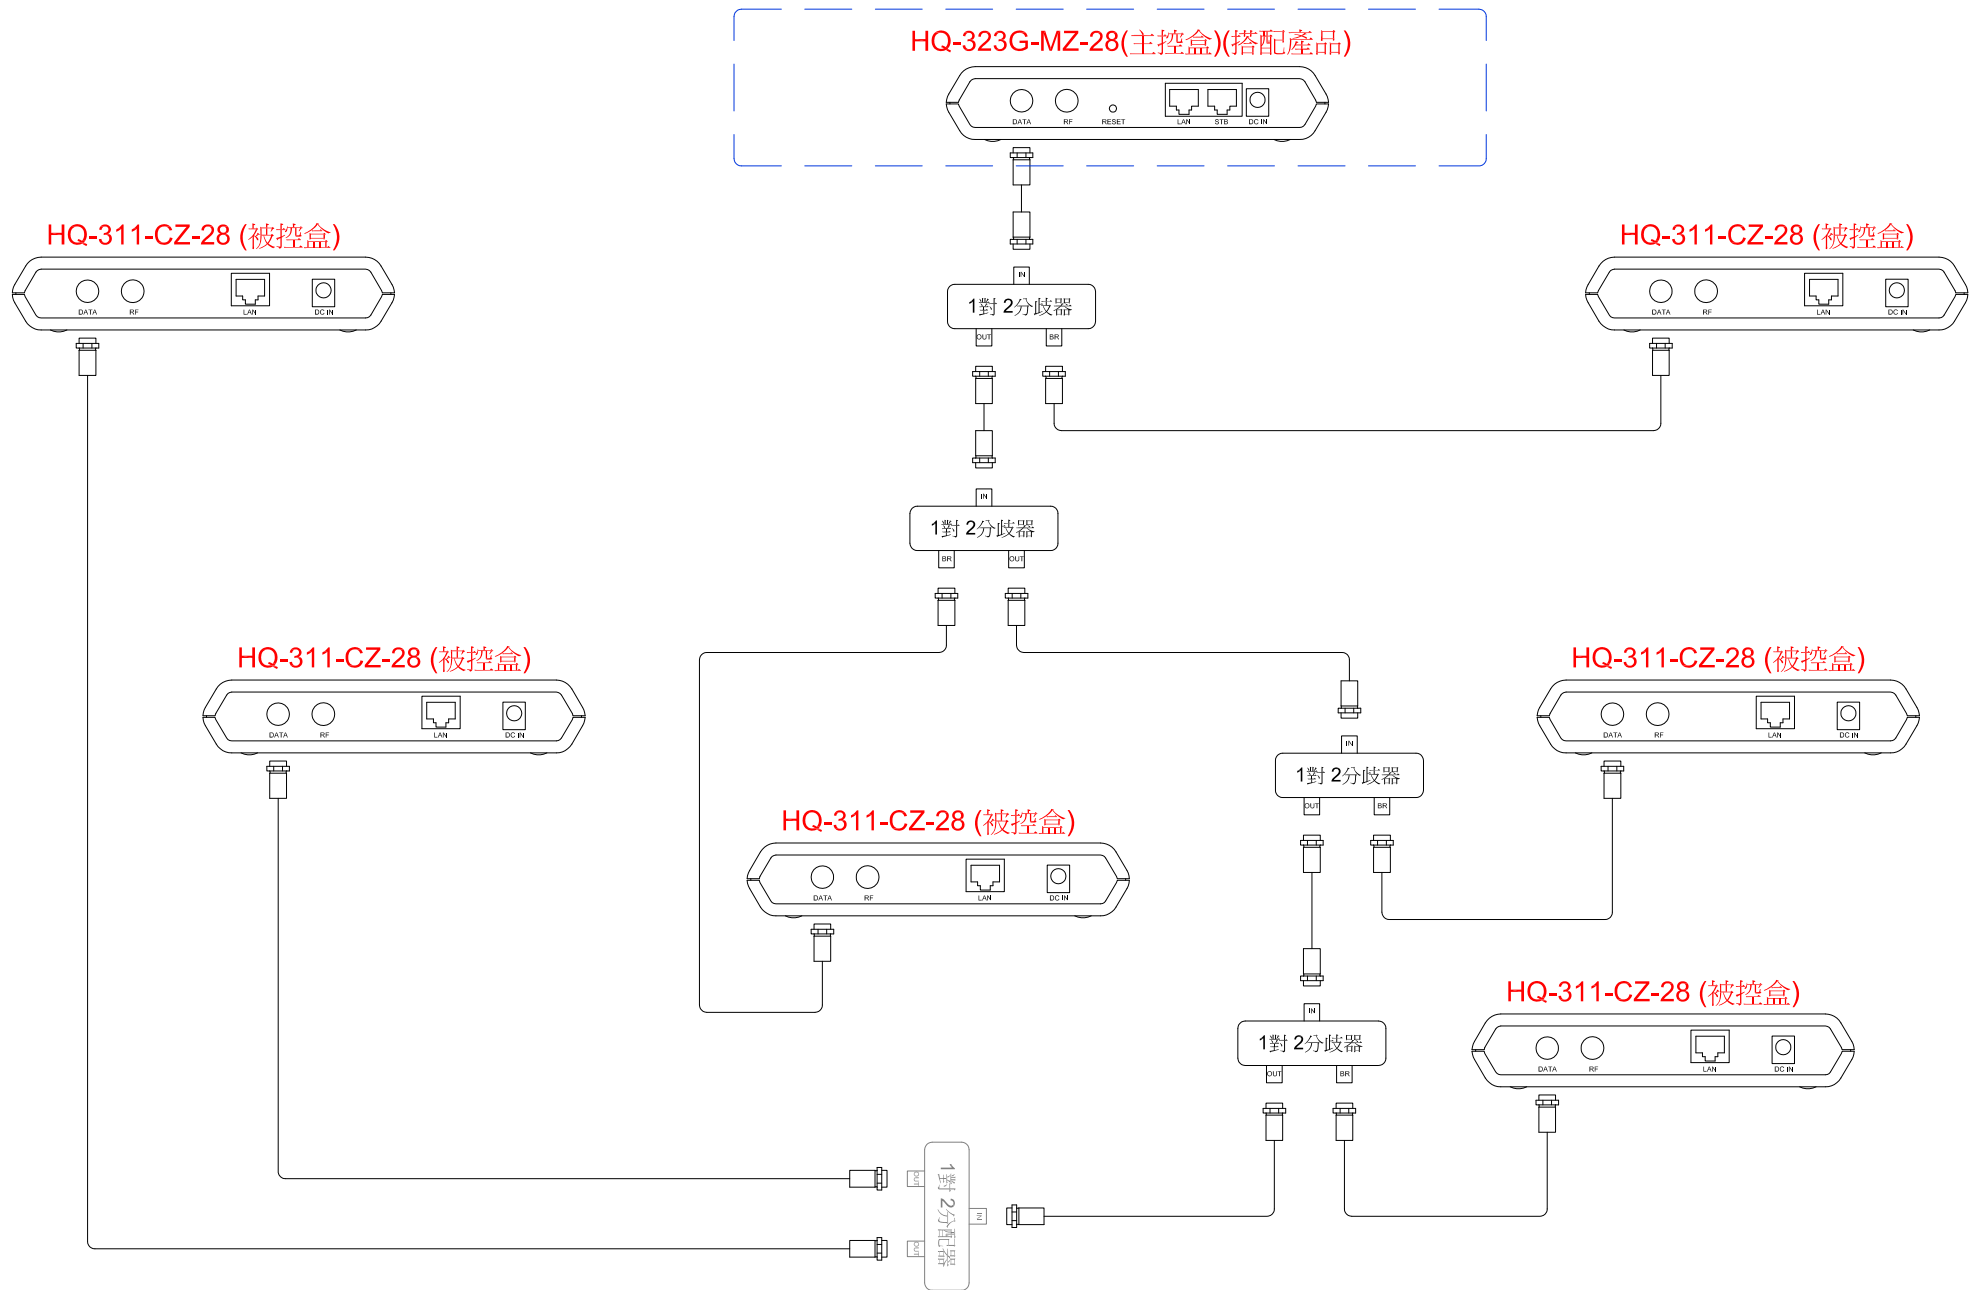 HQ-323G-MZ-28(主控盒)(搭配產品)
DATA RF RESET LAN STB DC IN
HQ-311-CZ-28 (被控盒)
DATA RF LAN DC IN
HQ-311-CZ-28 (被控盒)
DATA RF LAN DC IN
IN
1對 2分歧器
OUT BR
IN
1對 2分歧器
BR OUT
HQ-311-CZ-28 (被控盒)
DATA RF LAN DC IN
HQ-311-CZ-28 (被控盒)
DATA RF LAN DC IN
IN
1對 2分歧器
OUT BR
HQ-311-CZ-28 (被控盒)
DATA RF LAN DC IN
HQ-311-CZ-28 (被控盒)
DATA RF LAN DC IN
IN
1對 2分歧器
OUT BR
OUT
1對 2分配器
IN
OUT